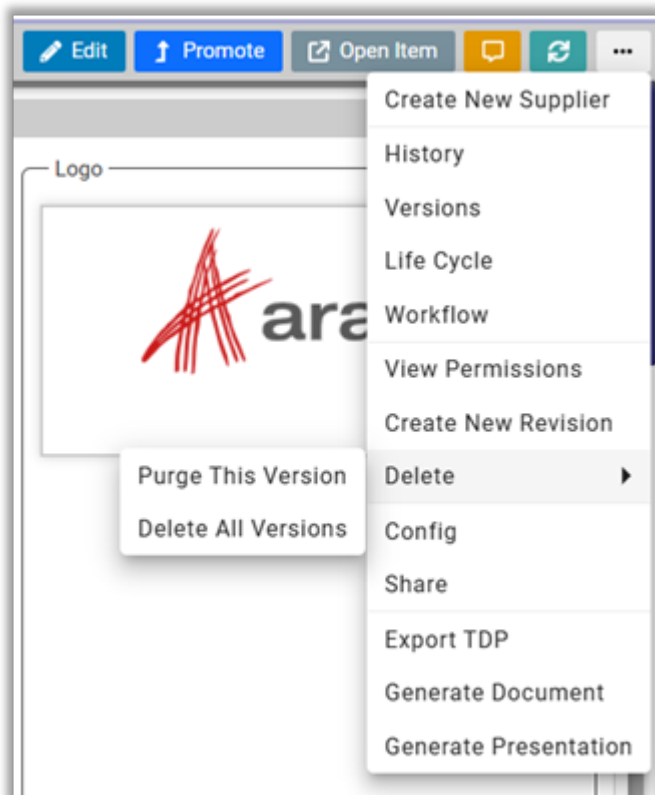 Edit
Promote
Open Item
Create New Supplier
Logo
History
Versions
Life Cycle
Workflow
View Permissions
Create New Revision
Purge This Version
Delete
Delete All Versions
Config
Share
Export TDP
Generate Document
Generate Presentation